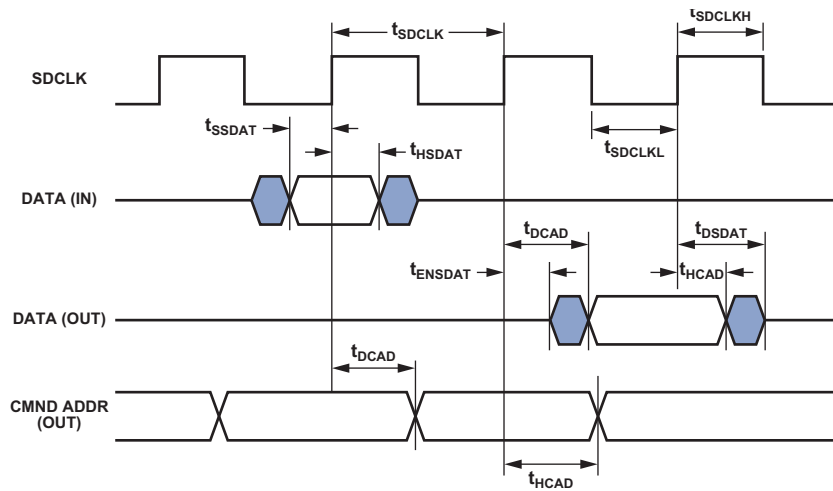 tSDCLKH
tSDCLK
SDCLK
tSSDAT
tHSDAT
tSDCLKL
DATA (IN)
tDCAD
tDSDAT
tENSDAT
tHCAD
DATA (OUT)
tDCAD
CMND ADDR
(OUT)
tHCAD